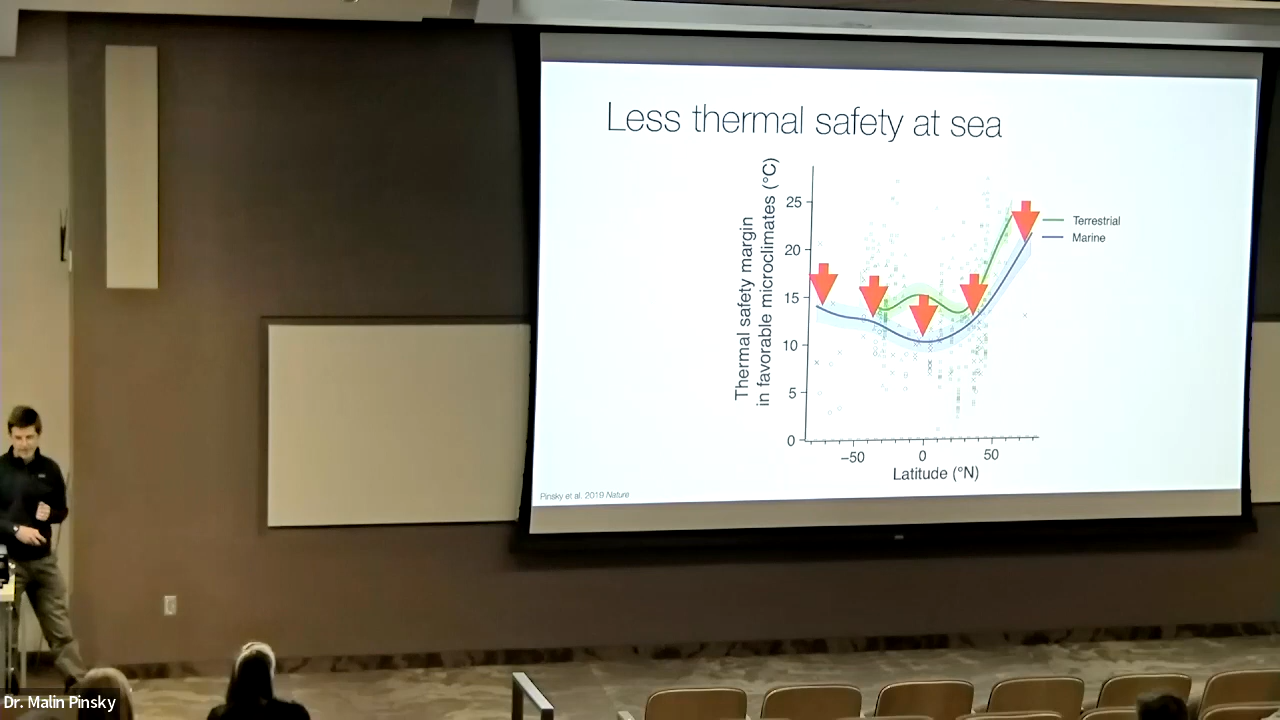 Less thermal safety at sea
Thermal safety margin
in favorable microclimates (°C)
25
20
15
10
5
0
−50
0
50
Latitude (°N)
Terrestrial
Marine
Pinsky et al. 2019 Nature
Dr. Malin Pinsky